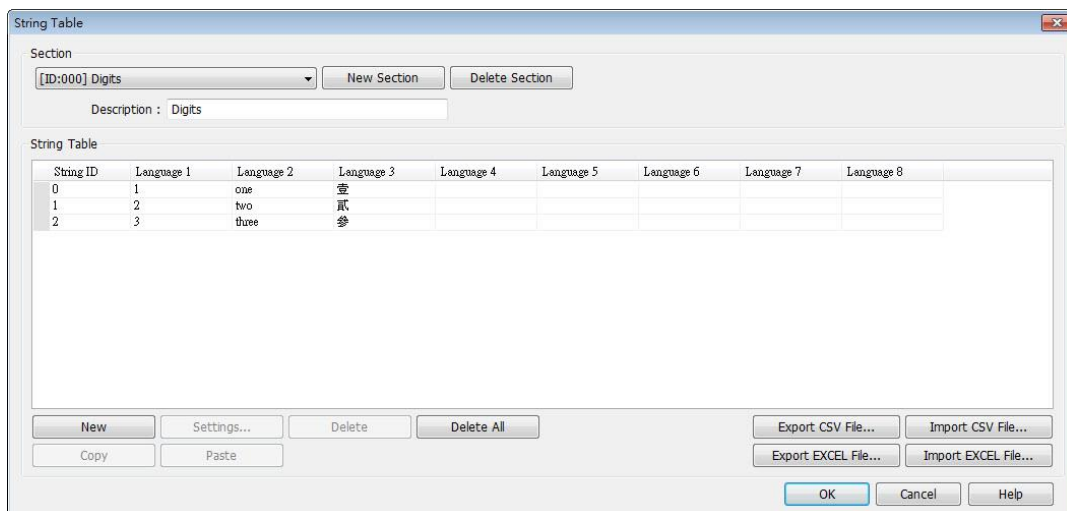 String Table
Section
[ID:000] Digits New Section Delete Section
Description : Digits
String Table
String ID Language 1 Language 2 Language 3 Language 4 Language 5 Language 6 Language 7 Language 8
0 1 one 壹
1 2 two 貳
2 3 three 參
New Settings... Delete Delete All Export CSV File... Import CSV File...
Copy Paste Export EXCEL File... Import EXCEL File...
OK Cancel Help